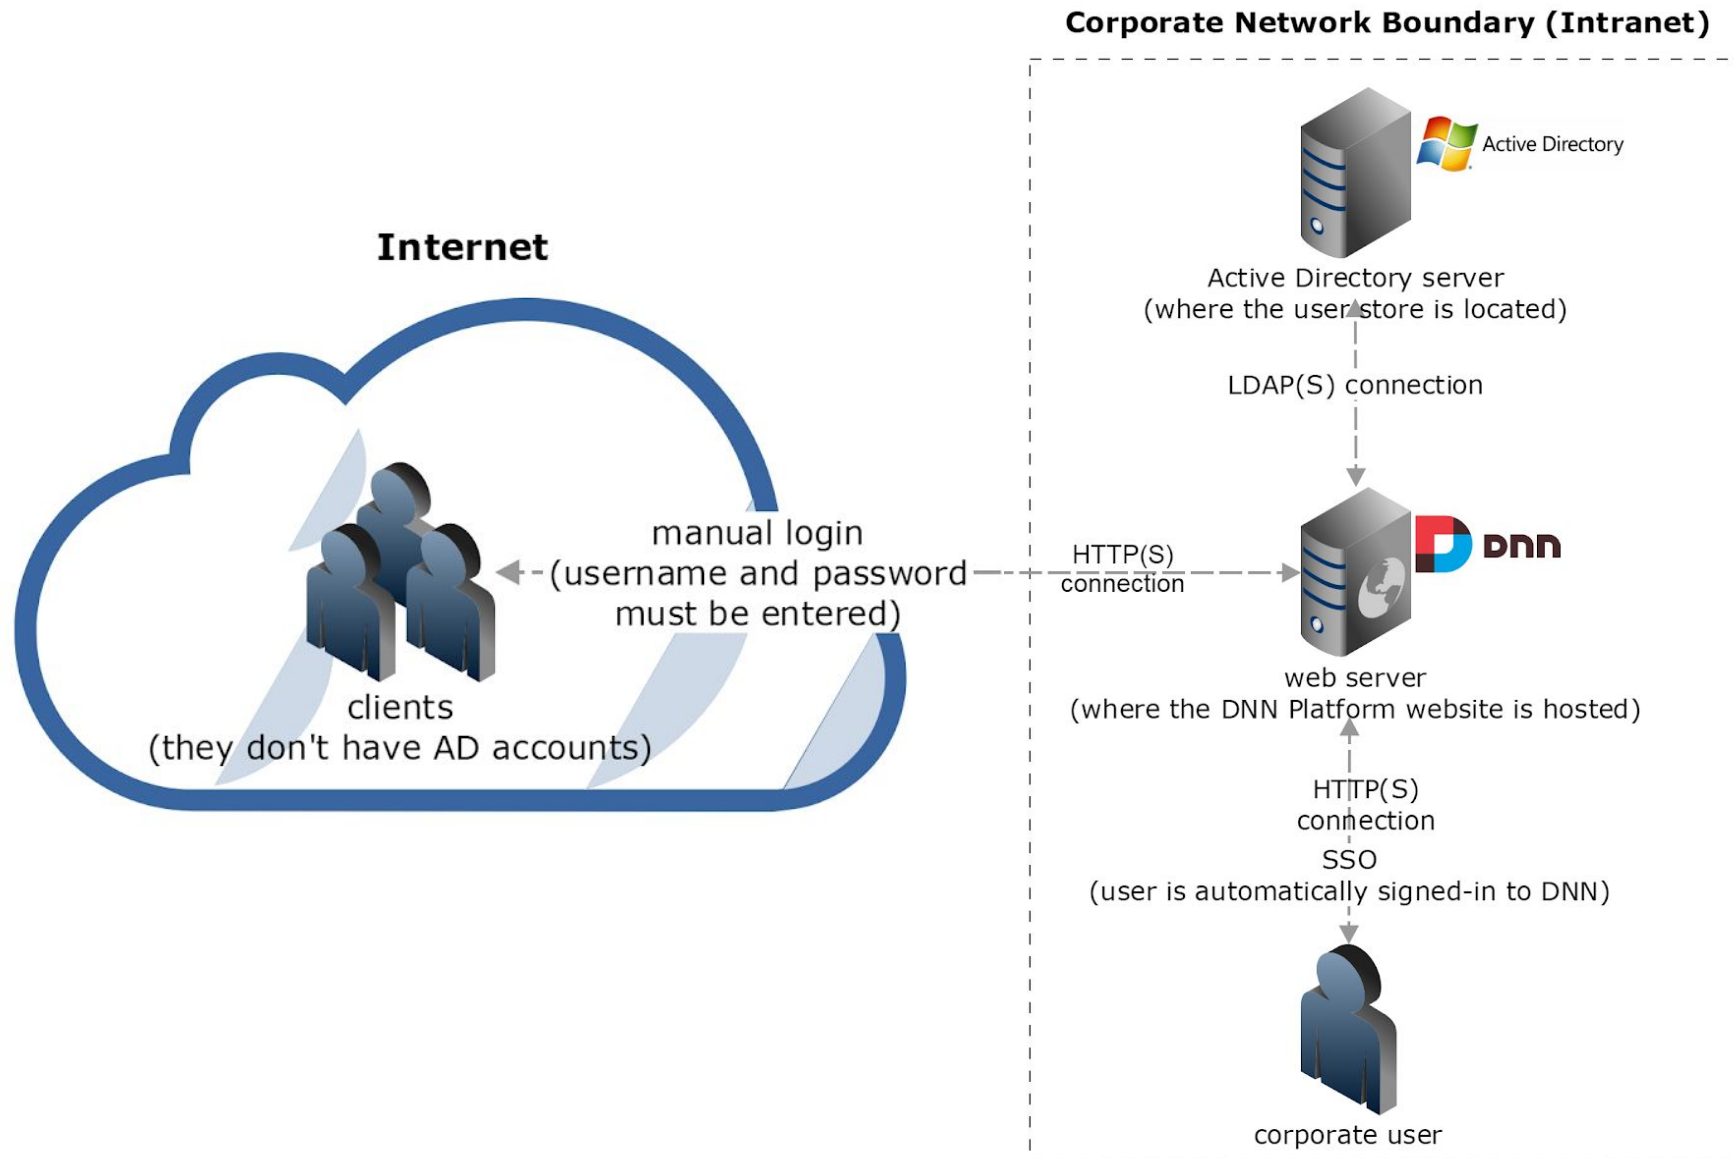 Corporate Network Boundary (Intranet)
Active Directory
Active Directory server
(where the user store is located)
LDAP(S) connection
Internet
manual login
(username and password
must be entered)
HTTP(S)
connection
DNN
clients
(they don't have AD accounts)
web server
(where the DNN Platform website is hosted)
HTTP(S)
connection
SSO
(user is automatically signed-in to DNN)
corporate user